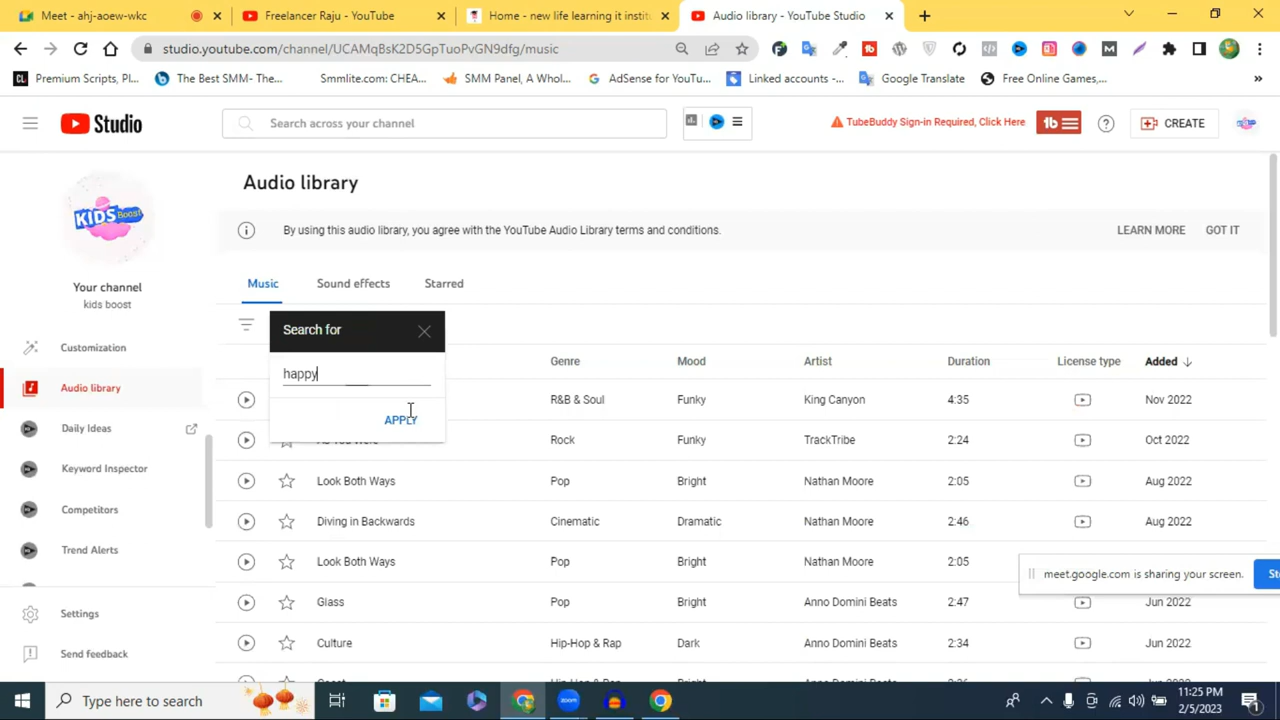 Meet - ahj-aoew-wkc
Freelancer Raju - YouTube
Home - new life learning it instit
Audio library - YouTube Studio
studio.youtube.com/channel/UCAMqBsK2D5GpTuoPvGN9dfg/music
CL Premium Scripts, Pl...
The Best SMM- The...
Smmlite.com: CHEA...
SMM Panel, A Whol...
AdSense for YouTu...
Linked accounts -...
Google Translate
Free Online Games,...
»
Studio
Search across your channel
TubeBuddy Sign-in Required, Click Here
tb
CREATE
KIDS Boost
Your channel
kids boost
Customization
Audio library
Daily Ideas
Keyword Inspector
Competitors
Trend Alerts
Settings
Send feedback
Audio library
By using this audio library, you agree with the YouTube Audio Library terms and conditions.
LEARN MORE
GOT IT
Music
Sound effects
Starred
Search for
happy
APPLY
Genre Mood Artist Duration License type Added
R&B & Soul Funky King Canyon 4:35 Nov 2022
Rock Funky TrackTribe 2:24 Oct 2022
Look Both Ways Pop Bright Nathan Moore 2:05 Aug 2022
Diving in Backwards Cinematic Dramatic Nathan Moore 2:46 Aug 2022
Look Both Ways Pop Bright Nathan Moore 2:05
Glass Pop Bright Anno Domini Beats 2:47 Jun 2022
Culture Hip-Hop & Rap Dark Anno Domini Beats 2:34 Jun 2022
meet.google.com is sharing your screen.
Type here to search
zoom
11:25 PM
2/5/2023